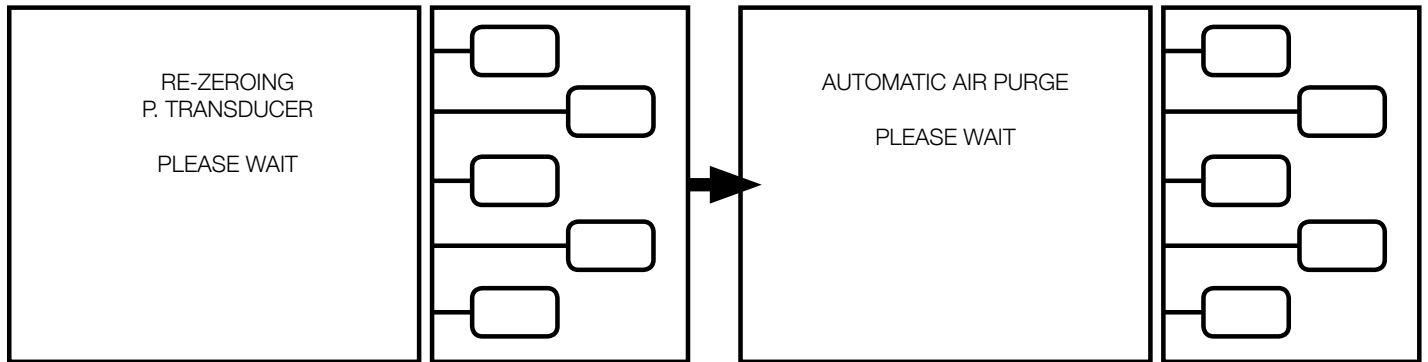 RE-ZEROING
P. TRANSDUCER
PLEASE WAIT
AUTOMATIC AIR PURGE
PLEASE WAIT